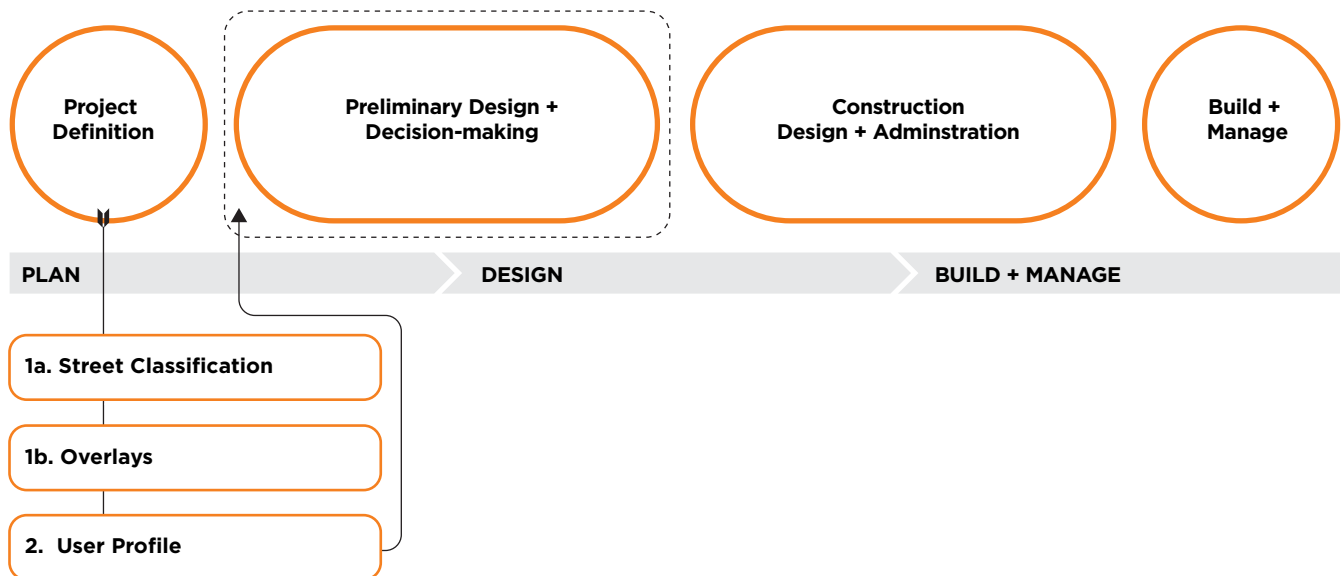 Project
Definition
Preliminary Design +
Decision-making
Construction
Design + Adminstration
Build +
Manage
PLAN
DESIGN
BUILD + MANAGE
1a. Street Classification
1b. Overlays
2. User Profile